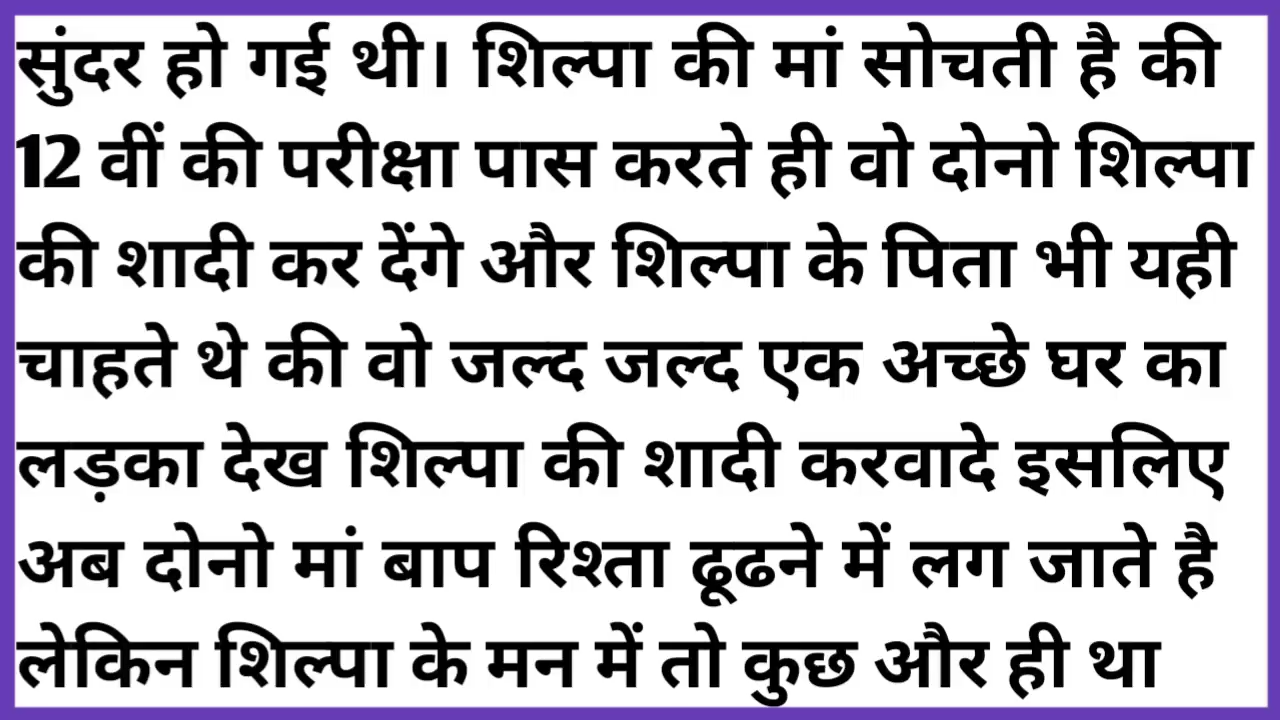 सुंदर हो गई थी। शिल्पा की मां सोचती है की
12 वीं की परीक्षा पास करते ही वो दोनो शिल्पा
की शादी कर देंगे और शिल्पा के पिता भी यही
चाहते थे की वो जल्द जल्द एक अच्छे घर का
लड़का देख शिल्पा की शादी करवादे इसलिए
अब दोनो मां बाप रिश्ता ढूढने में लग जाते है
लेकिन शिल्पा के मन में तो कुछ और ही था